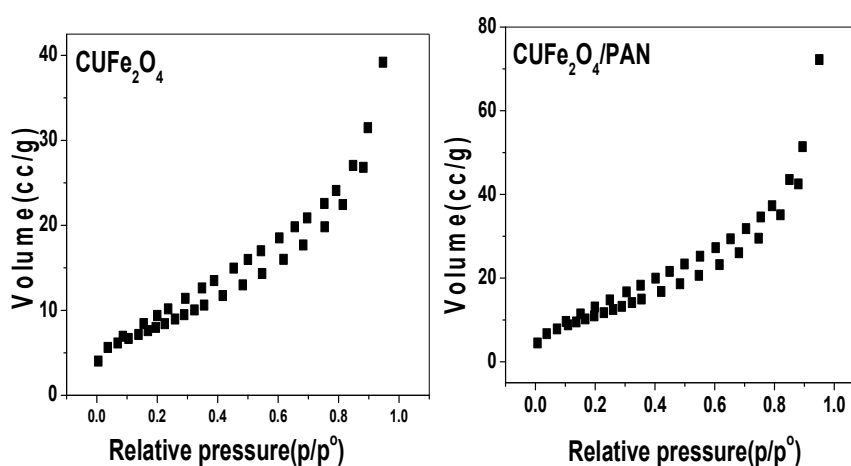 CUFe₂O₄
Volume(cc/g)
40
30
20
10
0
0.0 0.2 0.4 0.6 0.8 1.0
Relative pressure(p/p°)
CUFe₂O₄/PAN
Volume(cc/g)
80
60
40
20
0
0.0 0.2 0.4 0.6 0.8 1.0
Relative pressure(p/p°)